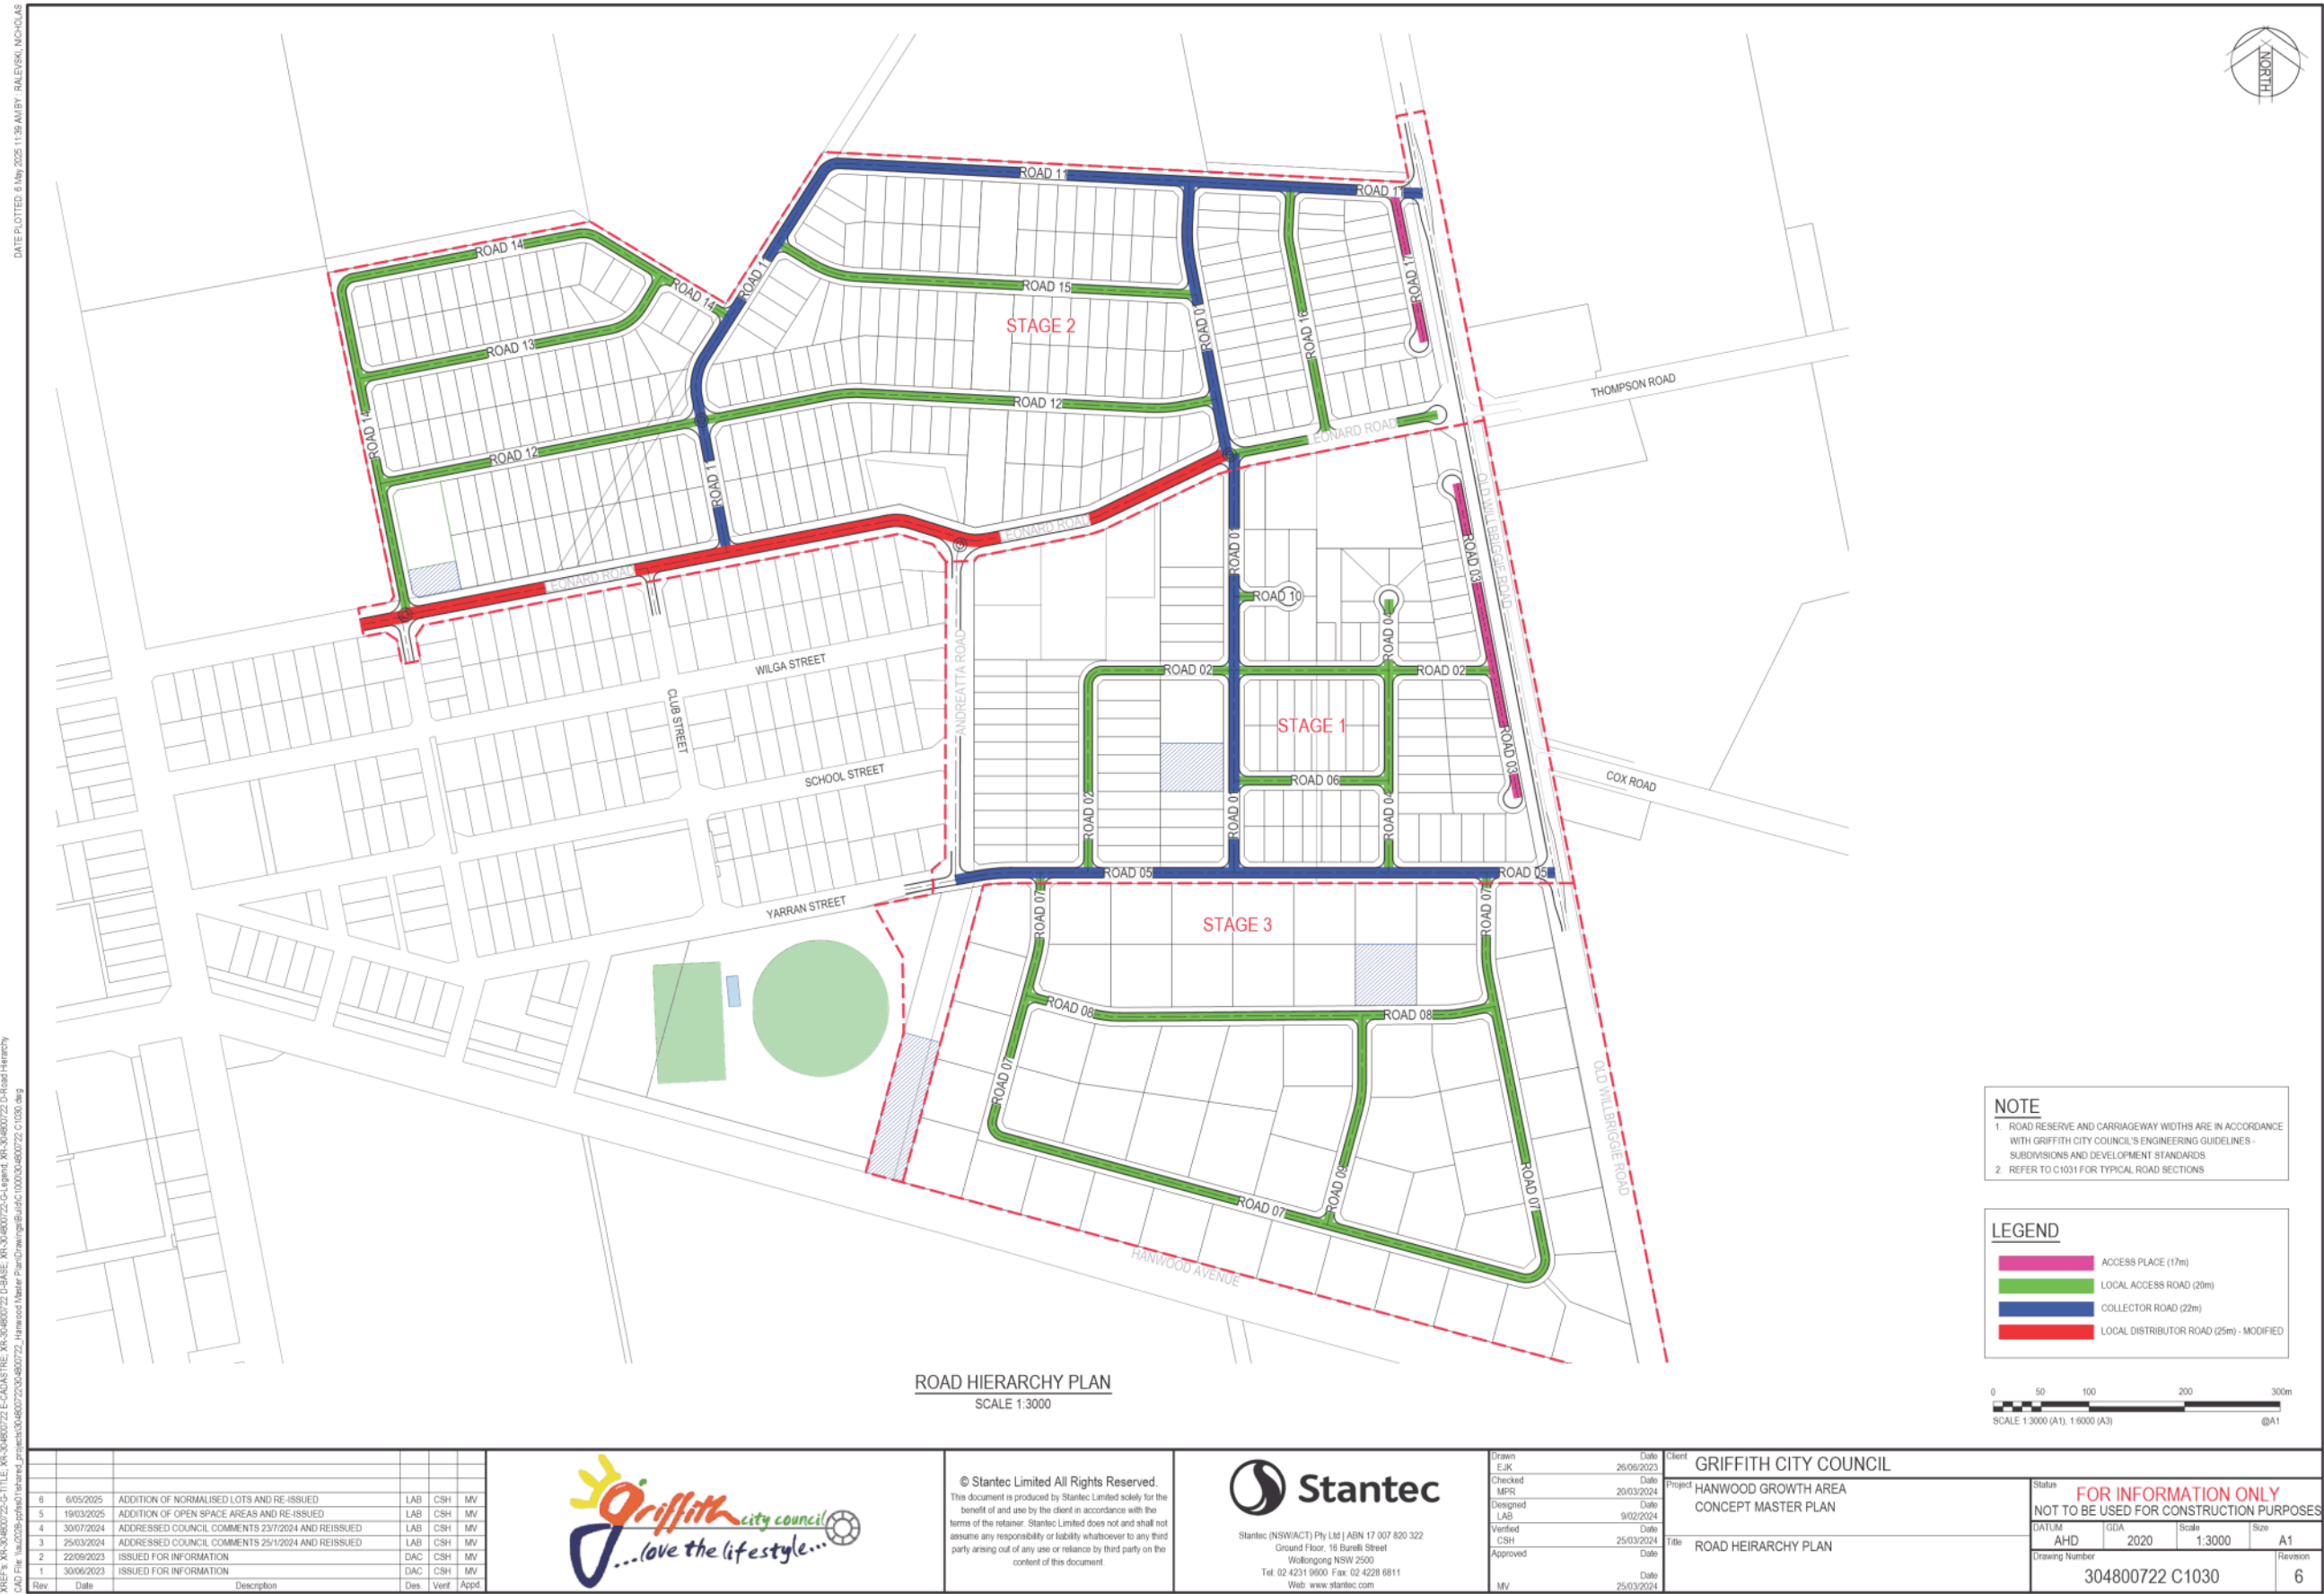 NORTH
ROAD 11
ROAD 11
ROAD 14
ROAD 14
ROAD 17
ROAD 15
STAGE 2
ROAD 16
ROAD 13
THOMPSON ROAD
ROAD 12
ROAD 14
EONARD ROAD
ROAD 12
ROAD 11
EONARD ROAD
OLD WILLBRIGGIE ROAD
ROAD 01
ROAD 03
EONARD ROAD
ROAD 10
ROAD 04
ANDREATTA ROAD
WILGA STREET
ROAD 02
ROAD 02
CLUB STREET
STAGE 1
ROAD 03
SCHOOL STREET
ROAD 06
COX ROAD
ROAD 02
ROAD 01
ROAD 04
ROAD 05
ROAD 05
YARRAN STREET
ROAD 07
STAGE 3
ROAD 07
ROAD 08
ROAD 08
ROAD 07
OLD WILLBRIGGIE ROAD
ROAD 09
ROAD 07
ROAD 07
HANWOOD AVENUE
NOTE
1. ROAD RESERVE AND CARRIAGEWAY WIDTHS ARE IN ACCORDANCE
WITH GRIFFITH CITY COUNCIL'S ENGINEERING GUIDELINES -
SUBDIVISIONS AND DEVELOPMENT STANDARDS.
2. REFER TO C1031 FOR TYPICAL ROAD SECTIONS
LEGEND
ACCESS PLACE (17m)
LOCAL ACCESS ROAD (20m)
COLLECTOR ROAD (22m)
LOCAL DISTRIBUTOR ROAD (25m) - MODIFIED
0 50 100 200 300m
SCALE 1:3000 (A1), 1:6000 (A3) @A1
ROAD HIERARCHY PLAN
SCALE 1:3000
DATE PLOTTED: 6 May 2025 11:39 AM BY : RALEVSKI, NICHOLAS
6 6/05/2025 ADDITION OF NORMALISED LOTS AND RE-ISSUED LAB CSH MV
5 19/03/2025 ADDITION OF OPEN SPACE AREAS AND RE-ISSUED LAB CSH MV
4 30/07/2024 ADDRESSED COUNCIL COMMENTS 23/7/2024 AND REISSUED LAB CSH MV
3 25/03/2024 ADDRESSED COUNCIL COMMENTS 25/1/2024 AND REISSUED LAB CSH MV
2 22/09/2023 ISSUED FOR INFORMATION DAC CSH MV
1 30/06/2023 ISSUED FOR INFORMATION DAC CSH MV
Rev. Date Description Des. Verif. Appd.
Griffith city council
...love the lifestyle...
© Stantec Limited All Rights Reserved.
This document is produced by Stantec Limited solely for the
benefit of and use by the client in accordance with the
terms of the retainer. Stantec Limited does not and shall not
assume any responsibility or liability whatsoever to any third
party arising out of any use or reliance by third party on the
content of this document.
Stantec
Stantec (NSW/ACT) Pty Ltd | ABN 17 007 820 322
Ground Floor, 16 Burelli Street
Wollongong NSW 2500
Tel: 02 4231 9600 Fax: 02 4228 6811
Web: www.stantec.com
Drawn Date
EJK 26/06/2023
Checked Date
MPR 20/03/2024
Designed Date
LAB 9/02/2024
Verified Date
CSH 25/03/2024
Approved Date
Date
MV 25/03/2024
Client GRIFFITH CITY COUNCIL
Project HANWOOD GROWTH AREA
CONCEPT MASTER PLAN
Title ROAD HEIRARCHY PLAN
Status
FOR INFORMATION ONLY
NOT TO BE USED FOR CONSTRUCTION PURPOSES
DATUM GDA Scale Size
AHD 2020 1:3000 A1
Drawing Number Revision
304800722 C1030 6